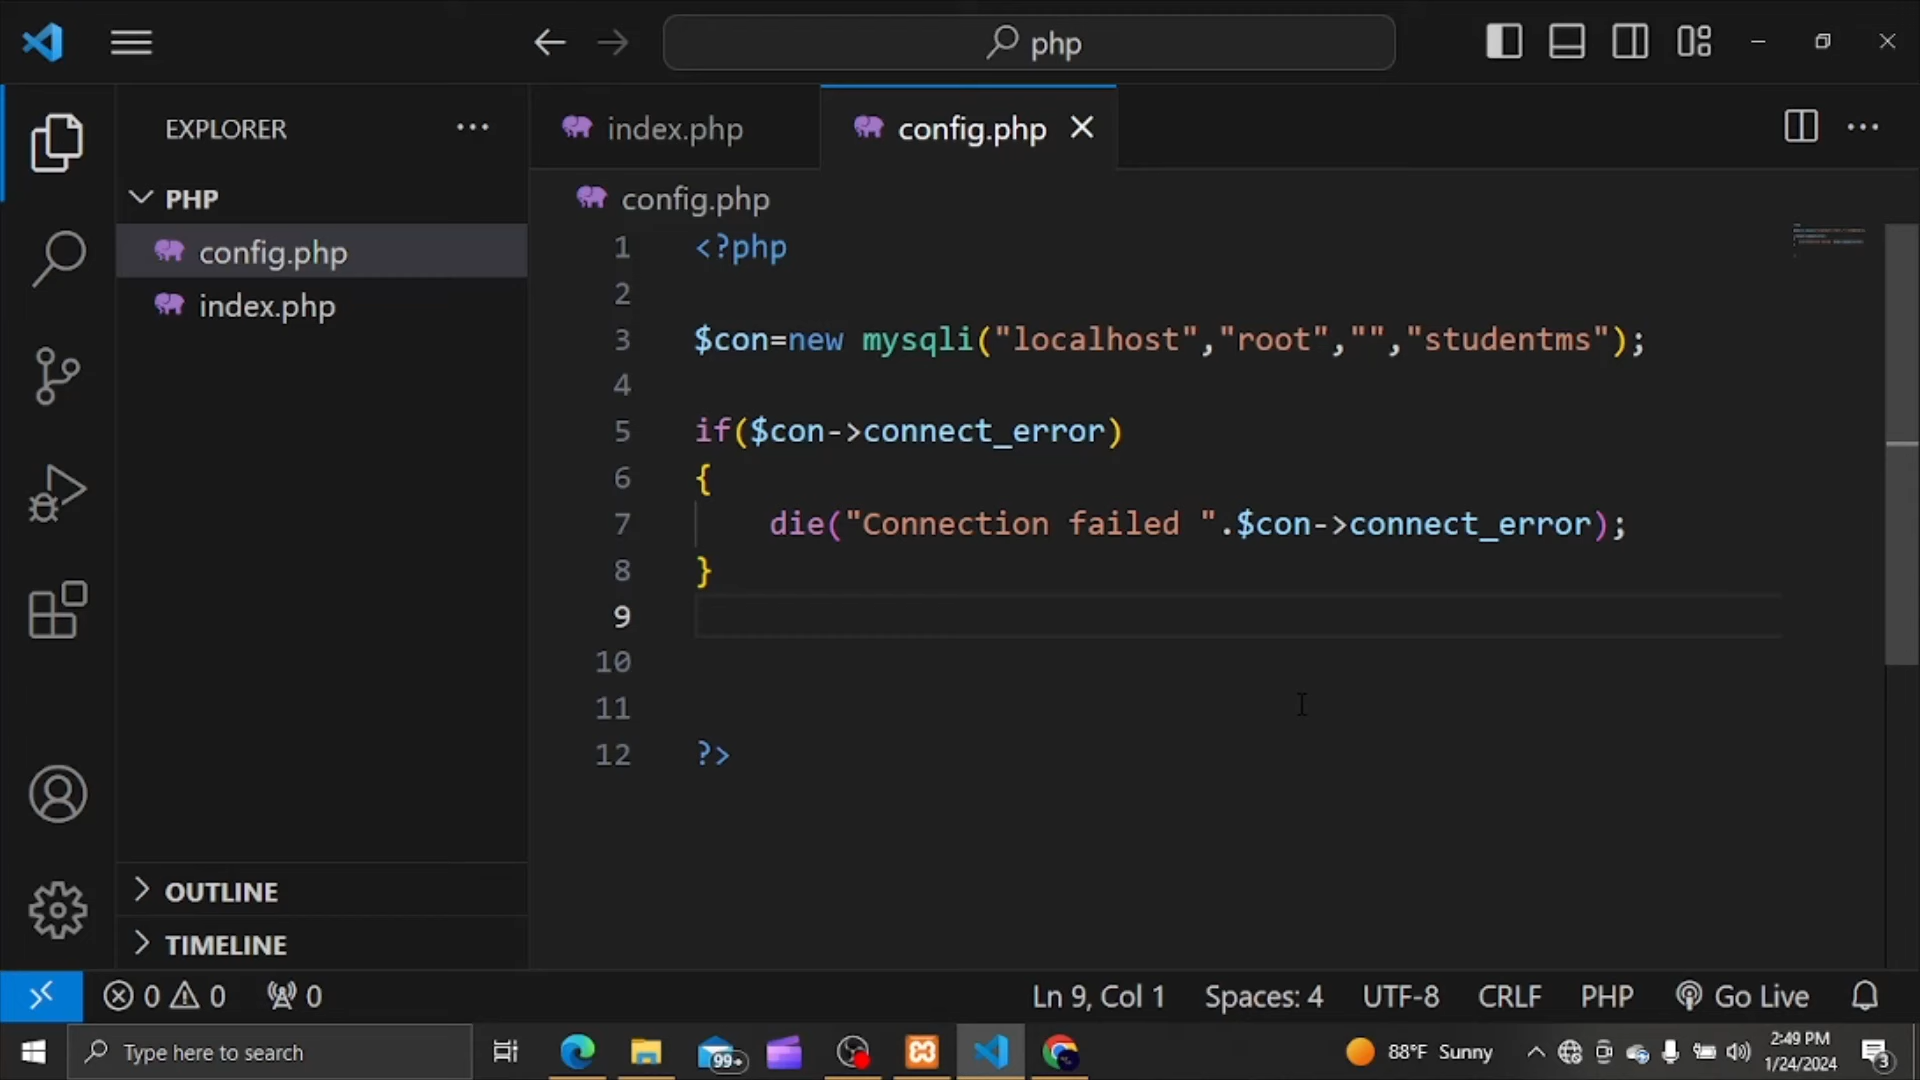 php
EXPLORER
index.php
config.php
PHP
config.php
config.php
index.php
1 <?php
2
3 $con=new mysqli("localhost","root","","studentms");
4
5 if($con->connect_error)
6 {
7 die("Connection failed ".$con->connect_error);
8 }
9
10
11
12 ?>
OUTLINE
TIMELINE
0 0 0
Ln 9, Col 1 Spaces: 4 UTF-8 CRLF PHP Go Live
Type here to search
99+
88°F Sunny
2:49 PM
1/24/2024
3